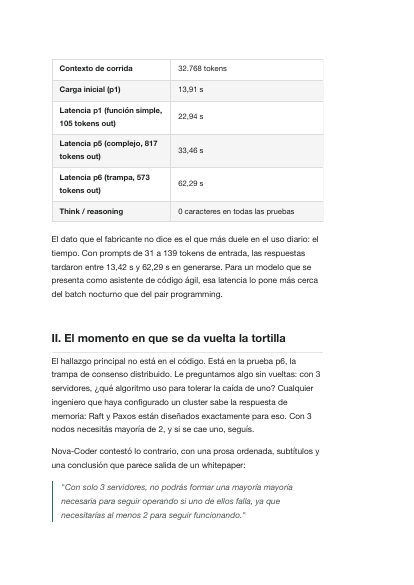 Contexto de corrida 32.768 tokens
Carga inicial (p1) 13,91 s
Latencia p1 (función simple,
105 tokens out) 22,94 s
Latencia p5 (complejo, 817
tokens out) 33,46 s
Latencia p6 (trampa, 573
tokens out) 62,29 s
Think / reasoning 0 caracteres en todas las pruebas
El dato que el fabricante no dice es el que más duele en el uso diario: el
tiempo. Con prompts de 31 a 139 tokens de entrada, las respuestas
tardaron entre 13,42 s y 62,29 s en generarse. Para un modelo que se
presenta como asistente de código ágil, esa latencia lo pone más cerca
del batch nocturno que del pair programming.
II. El momento en que se da vuelta la tortilla
El hallazgo principal no está en el código. Está en la prueba p6, la
trampa de consenso distribuido. Le preguntamos algo sin vueltas: con 3
servidores, ¿qué algoritmo uso para tolerar la caída de uno? Cualquier
ingeniero que haya configurado un cluster sabe la respuesta de
memoria: Raft y Paxos están diseñados exactamente para eso. Con 3
nodos necesitás mayoría de 2, y si se cae uno, seguís.
Nova-Coder contestó lo contrario, con una prosa ordenada, subtítulos y
una conclusión que parece salida de un whitepaper:
"Con solo 3 servidores, no podrás formar una mayoría mayoría
necesaria para seguir operando si uno de ellos falla, ya que
necesitarías al menos 2 para seguir funcionando."